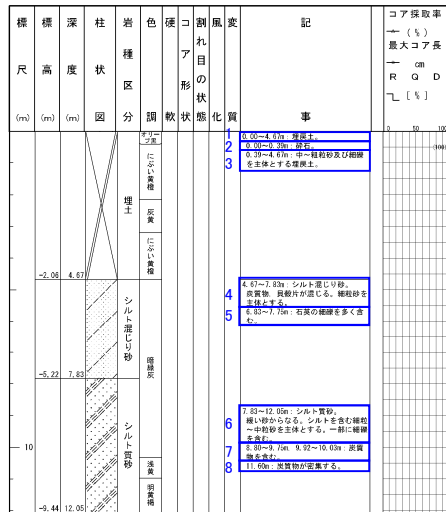 標尺 (m)
標高 (m)
深度 (m)
柱状図
岩種区分
色調
硬軟
コア形状
割れ目の状態
風化
変質
記事
コア採取率
(%)
最大コア長
cm
R Q D
[%]
0 50 100
(100)
オリーブ黒
にぶい黄橙
灰黄
にぶい黄橙
埋土
-2.06 4.67
シルト混じり砂
-5.22 7.83
暗緑灰
シルト質砂
10
浅黄
明黄褐
-9.44 12.05
1 0.00~4.67m: 埋戻土。
2 0.00~0.39m: 砕石。
3 0.39~4.67m: 中~粗粒砂及び細礫
を主体とする埋戻土。
4 4.67~7.83m: シルト混じり砂。
炭質物、貝殻片が混じる。細粒砂を
主体とする。
5 6.83~7.75m: 石英の細礫を多く含
む。
6 7.83~12.05m: シルト質砂。
緩い砂からなる。シルトを含む細粒
~中粒砂を主体とする。一部に細礫
を含む。
7 8.80~9.75m、9.92~10.03m: 炭質
物を含む。
8 11.60m: 炭質物が密集する。